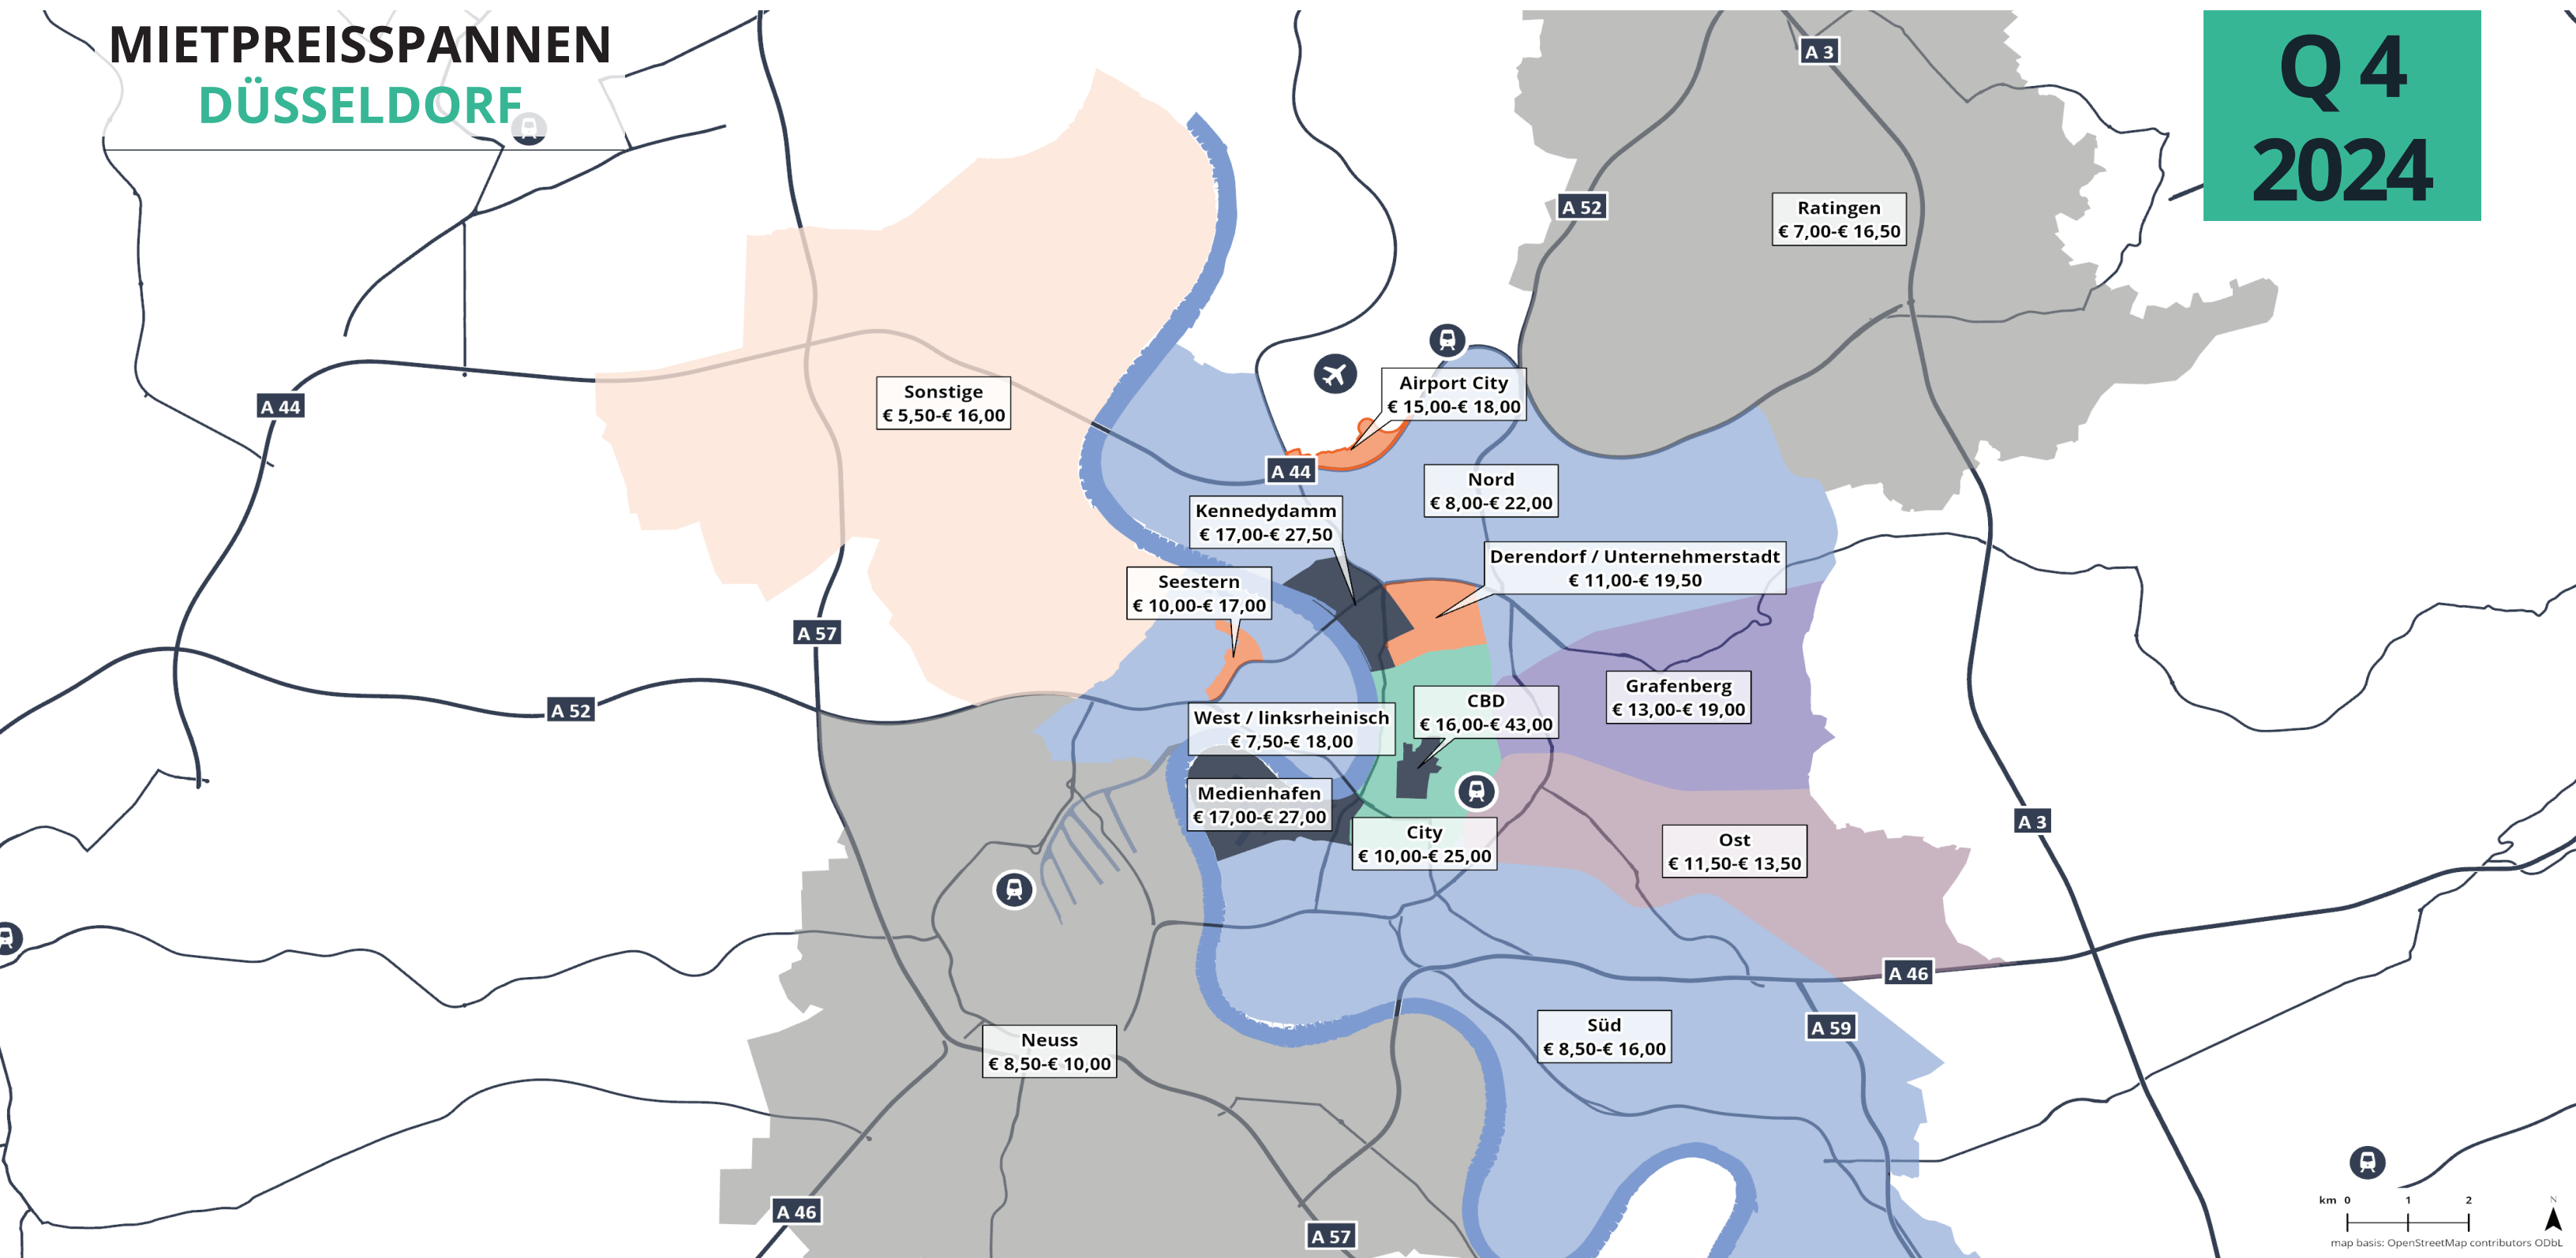 MIETPREISSPANNEN
DÜSSELDORF
Q 4
2024
A 3
A 52
Ratingen
€ 7,00-€ 16,50
Sonstige
€ 5,50-€ 16,00
Airport City
€ 15,00-€ 18,00
A 44
A 44
Nord
€ 8,00-€ 22,00
Kennedydamm
€ 17,00-€ 27,50
Derendorf / Unternehmerstadt
€ 11,00-€ 19,50
Seestern
€ 10,00-€ 17,00
A 57
A 52
Grafenberg
€ 13,00-€ 19,00
CBD
€ 16,00-€ 43,00
West / linksrheinisch
€ 7,50-€ 18,00
Medienhafen
€ 17,00-€ 27,00
A 3
City
€ 10,00-€ 25,00
Ost
€ 11,50-€ 13,50
A 46
A 59
Süd
€ 8,50-€ 16,00
Neuss
€ 8,50-€ 10,00
A 46
A 57
km 0 1 2
N
map basis: OpenStreetMap contributors ODbL